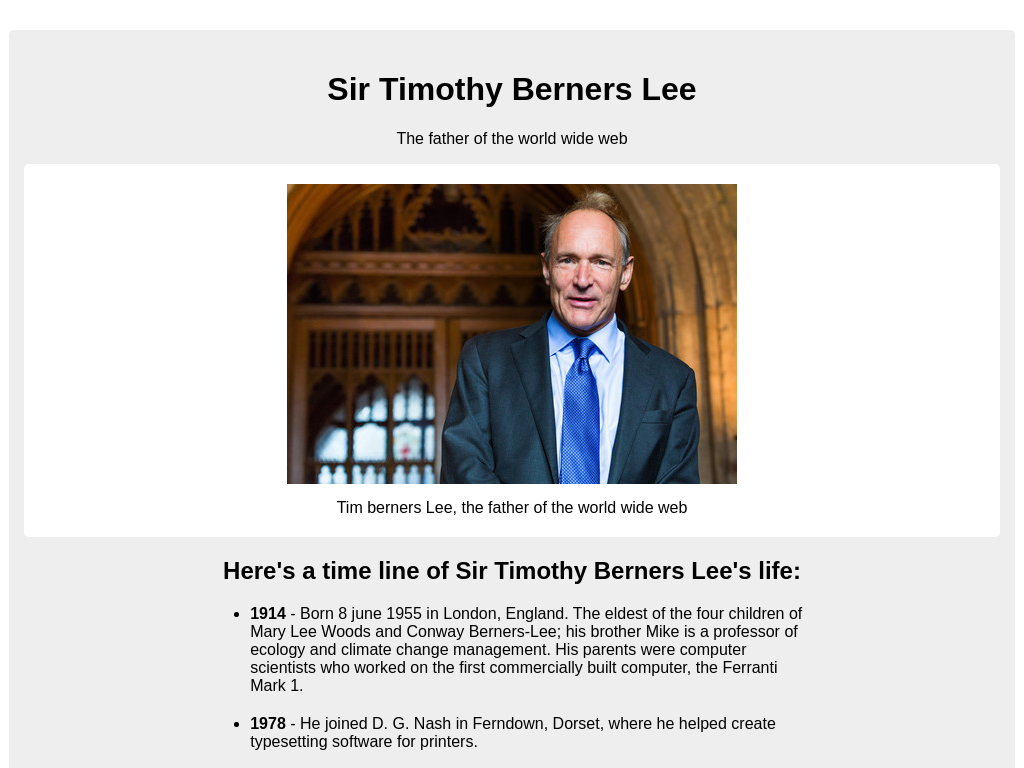 Sir Timothy Berners Lee
The father of the world wide web
Tim berners Lee, the father of the world wide web
Here's a time line of Sir Timothy Berners Lee's life:
1914 - Born 8 june 1955 in London, England. The eldest of the four children of
Mary Lee Woods and Conway Berners-Lee; his brother Mike is a professor of
ecology and climate change management. His parents were computer
scientists who worked on the first commercially built computer, the Ferranti
Mark 1.
1978 - He joined D. G. Nash in Ferndown, Dorset, where he helped create
typesetting software for printers.